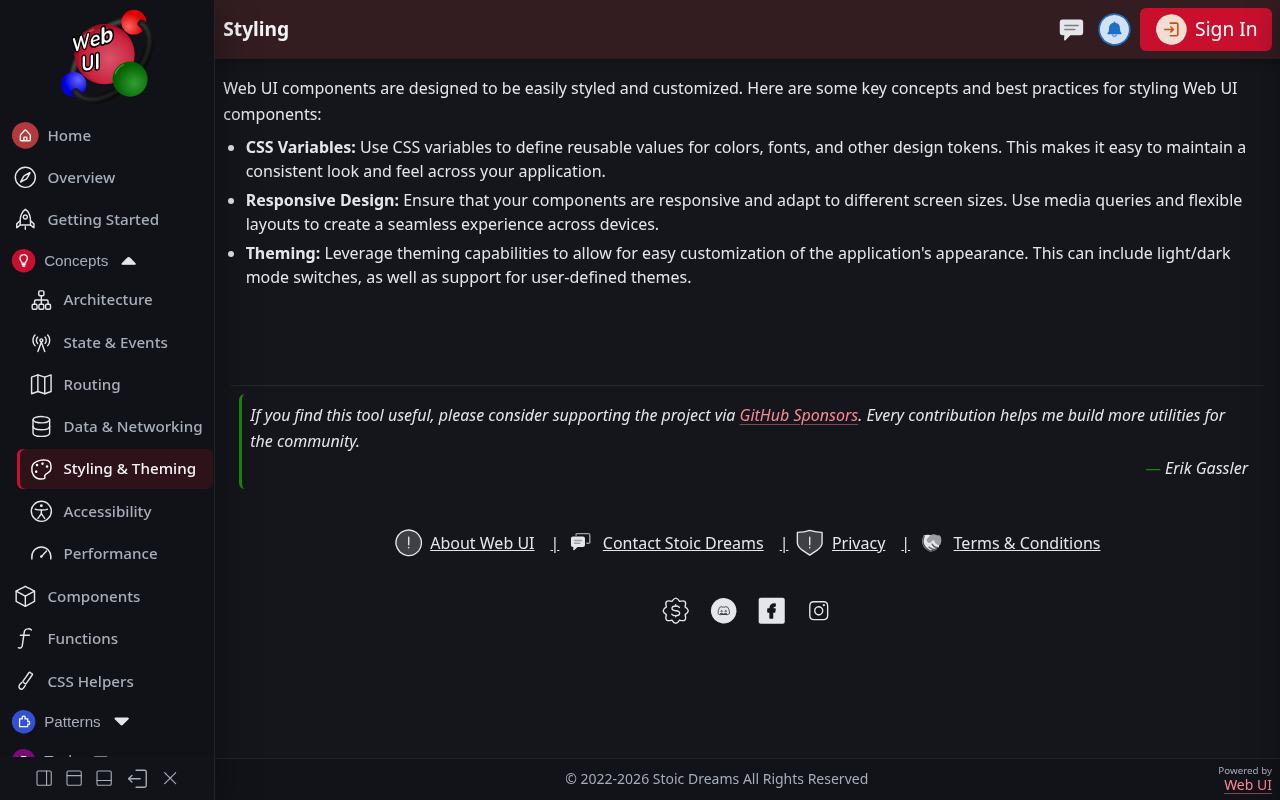 Web UI
Styling
Sign In
Home
Overview
Getting Started
Concepts
Architecture
State & Events
Routing
Data & Networking
Styling & Theming
Accessibility
Performance
Components
Functions
CSS Helpers
Patterns
Web UI components are designed to be easily styled and customized. Here are some key concepts and best practices for styling Web UI
components:
CSS Variables: Use CSS variables to define reusable values for colors, fonts, and other design tokens. This makes it easy to maintain a
consistent look and feel across your application.
Responsive Design: Ensure that your components are responsive and adapt to different screen sizes. Use media queries and flexible
layouts to create a seamless experience across devices.
Theming: Leverage theming capabilities to allow for easy customization of the application's appearance. This can include light/dark
mode switches, as well as support for user-defined themes.
If you find this tool useful, please consider supporting the project via GitHub Sponsors. Every contribution helps me build more utilities for
the community.
— Erik Gassler
About Web UI | Contact Stoic Dreams | Privacy | Terms & Conditions
© 2022-2026 Stoic Dreams All Rights Reserved
Powered by
Web UI